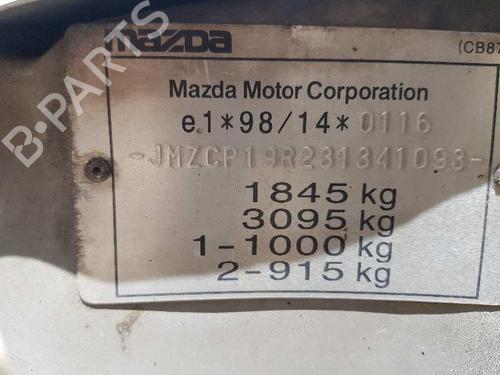 mazda
(CB87
Mazda Motor Corporation
e1*98/14*0116
-JMZCP19R231341093-
1845 kg
3095 kg
1-1000 kg
2-915 kg